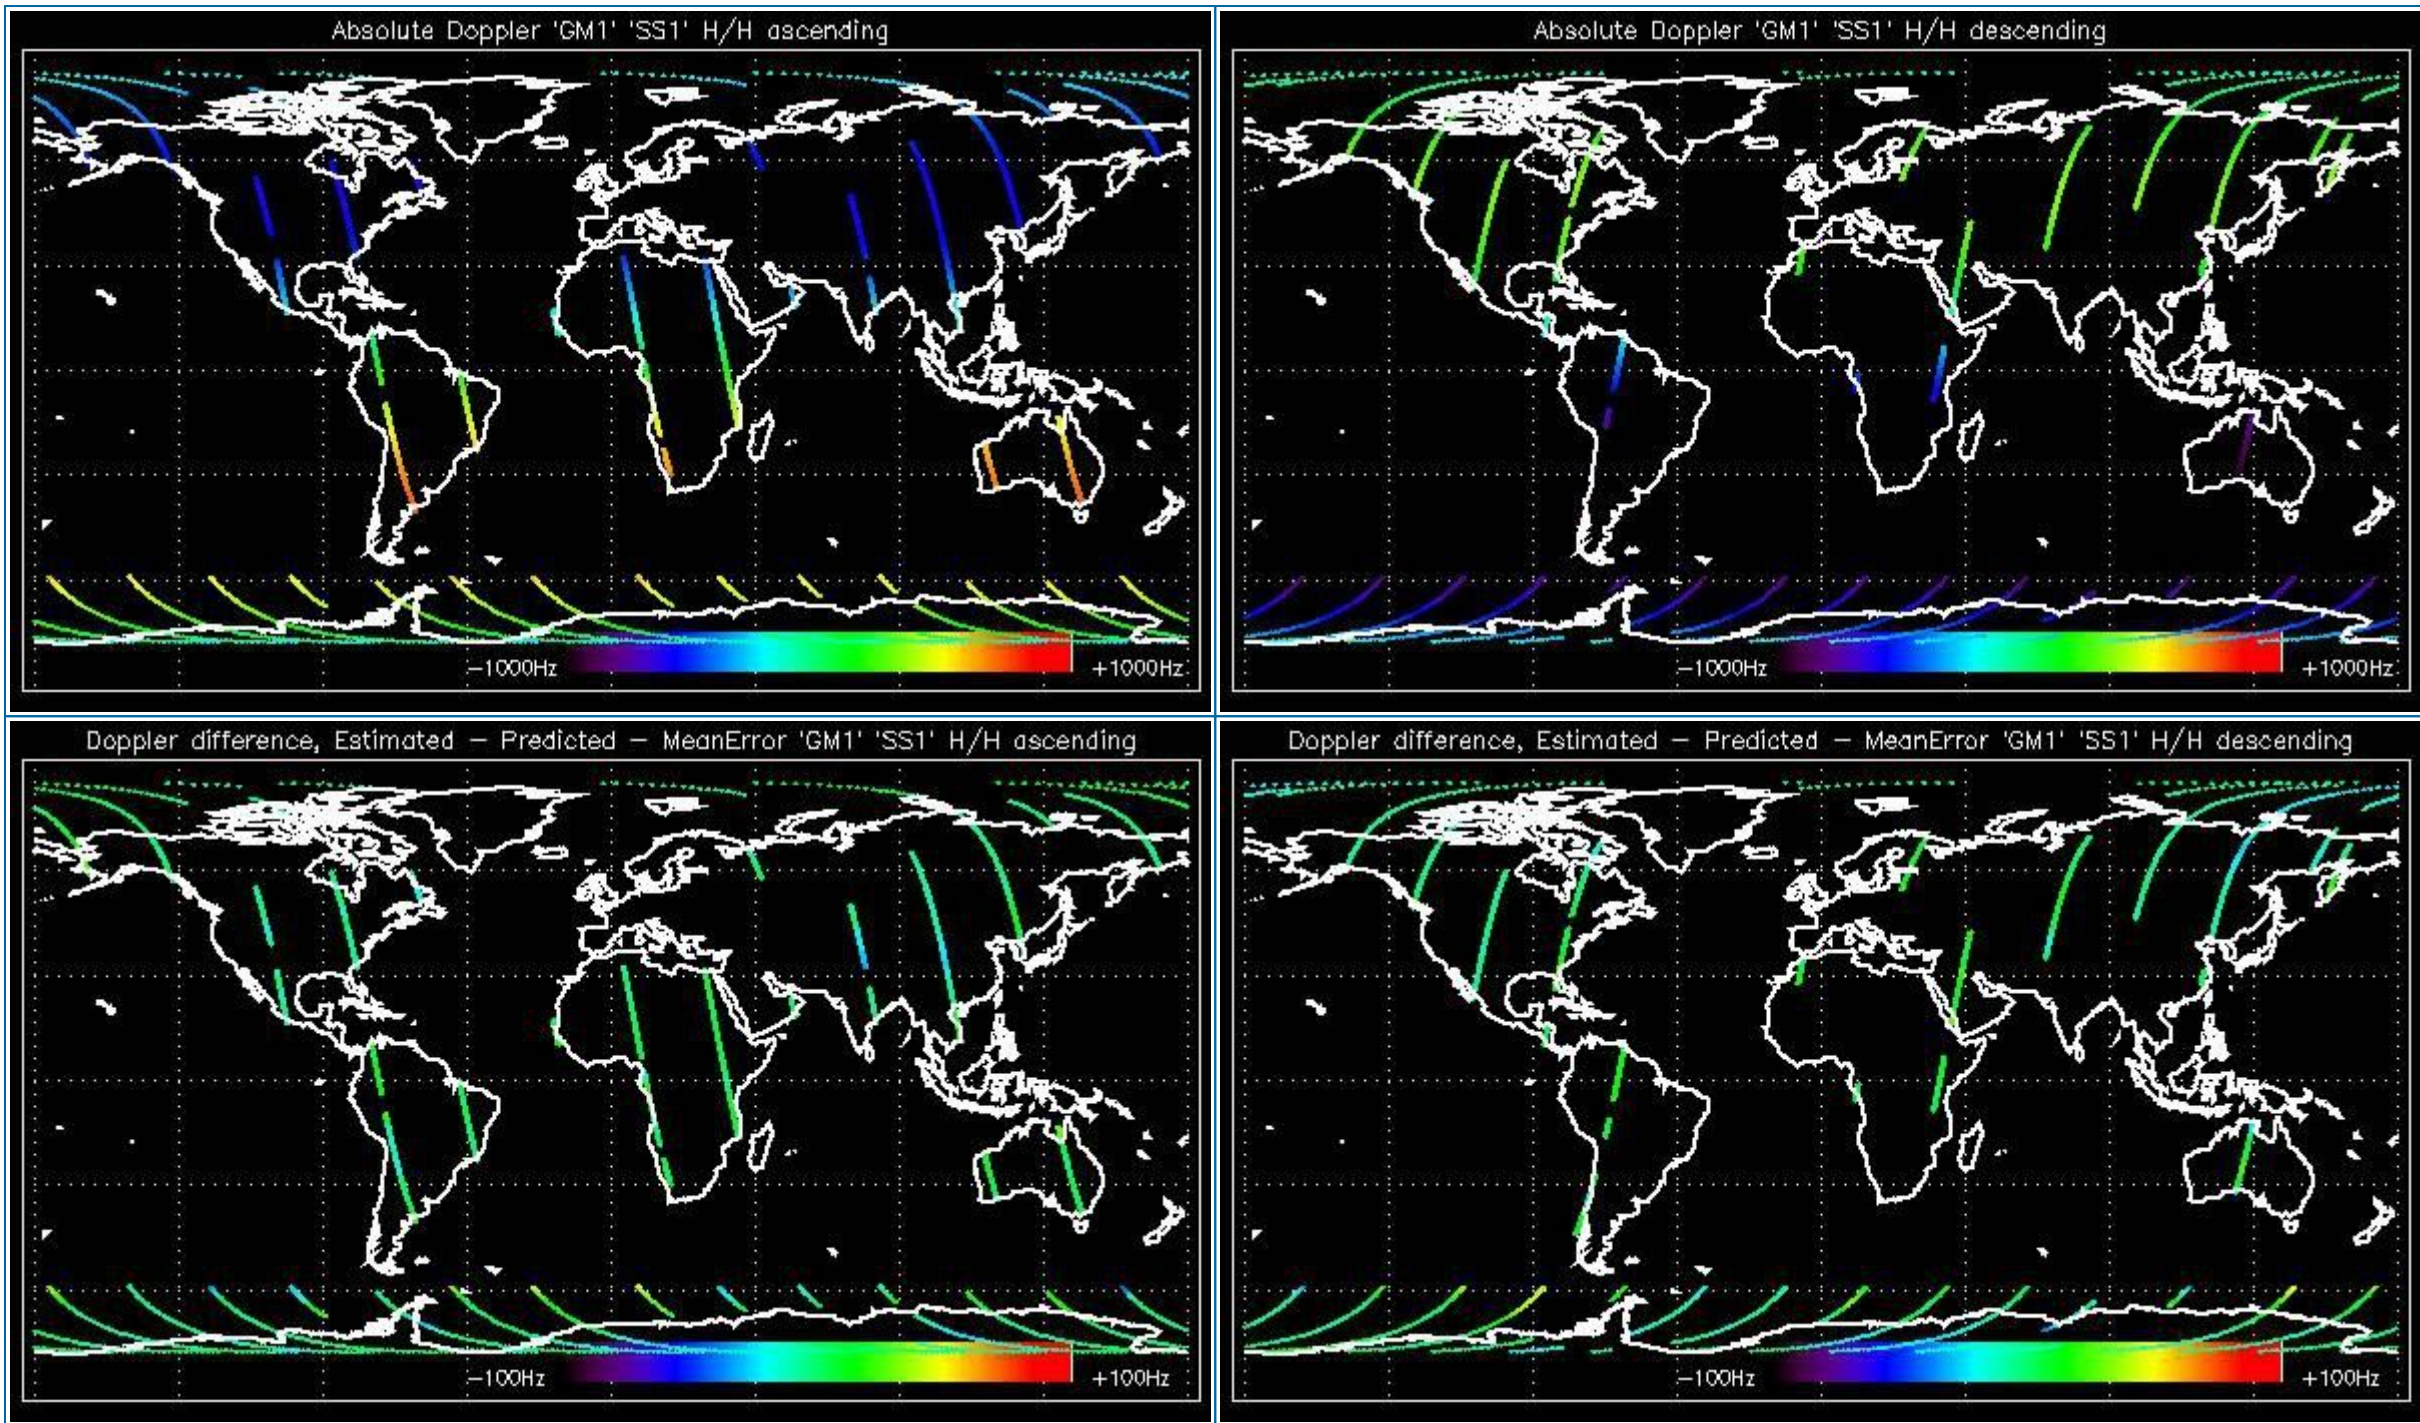 Absolute Doppler 'GM1' 'SS1' H/H ascending
−1000Hz +1000Hz
Absolute Doppler 'GM1' 'SS1' H/H descending
−1000Hz +1000Hz
Doppler difference, Estimated − Predicted − MeanError 'GM1' 'SS1' H/H ascending
−100Hz +100Hz
Doppler difference, Estimated − Predicted − MeanError 'GM1' 'SS1' H/H descending
−100Hz +100Hz